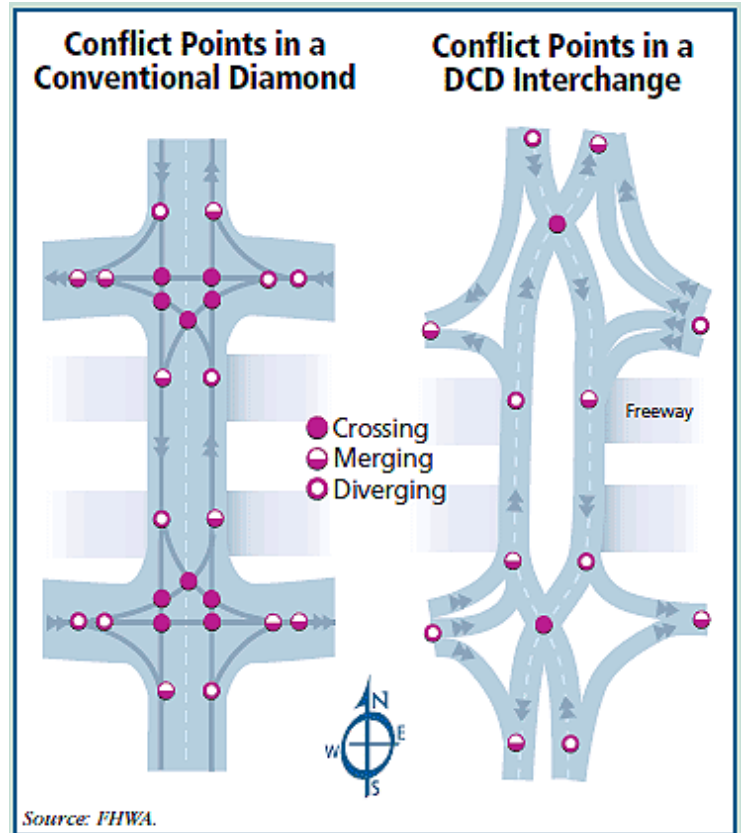 Conflict Points in a
Conventional Diamond
Conflict Points in a
DCD Interchange
Freeway
Crossing
Merging
Diverging
N
W E
S
Source: FHWA.